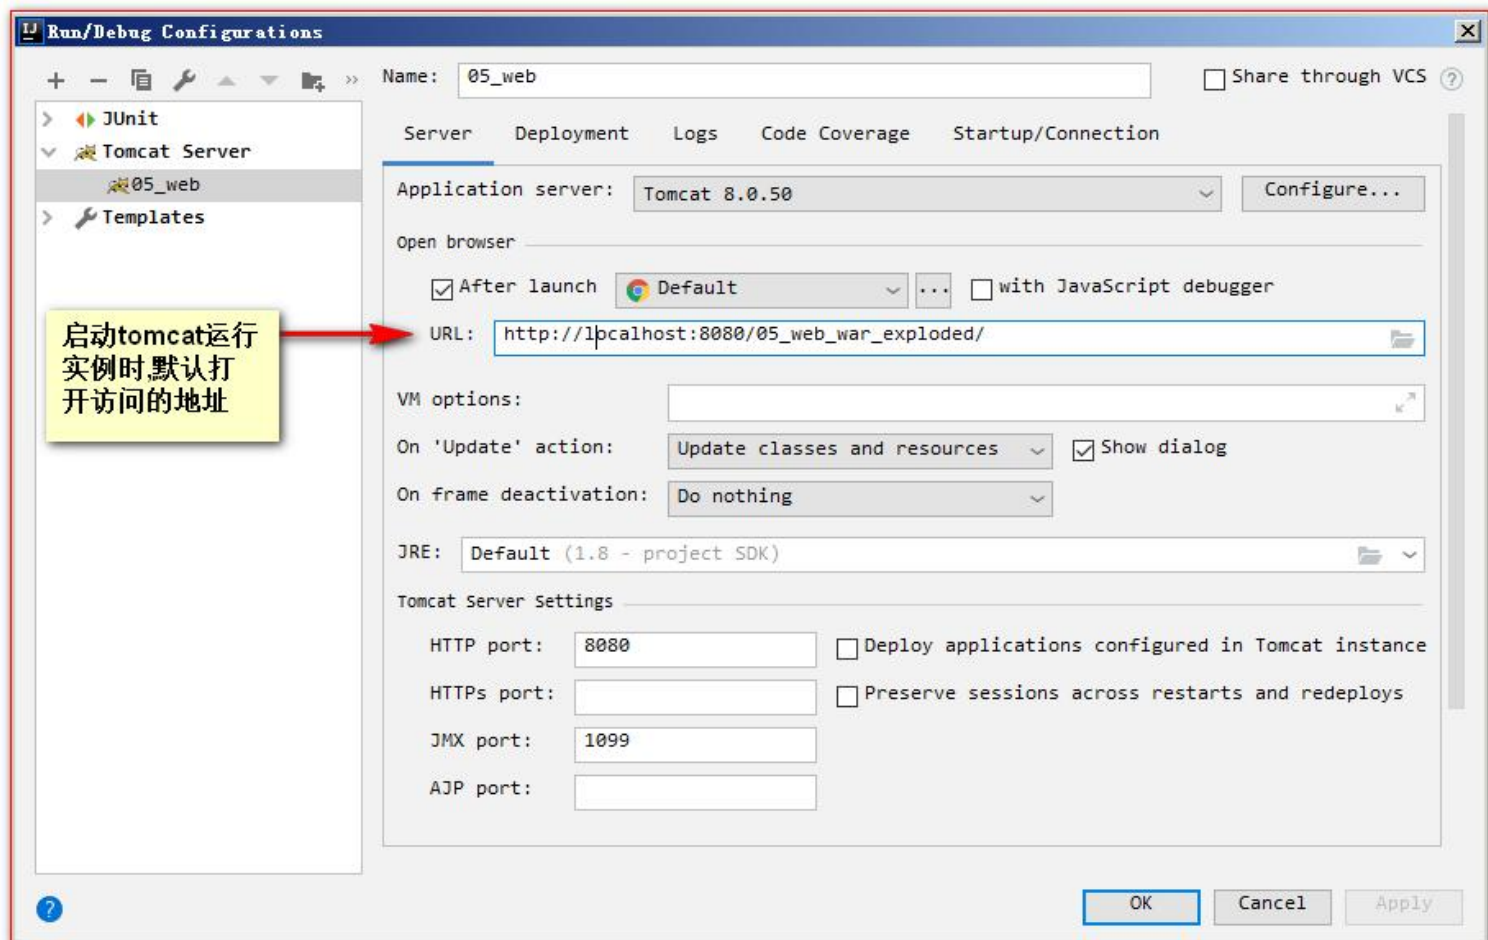 Run/Debug Configurations
Name: 05_web
Share through VCS
JUnit
Tomcat Server
05_web
Templates
Server Deployment Logs Code Coverage Startup/Connection
Application server: Tomcat 8.0.50 Configure...
Open browser
After launch Default ... with JavaScript debugger
URL: http://localhost:8080/05_web_war_exploded/
启动tomcat运行
实例时,默认打
开访问的地址
VM options:
On 'Update' action: Update classes and resources Show dialog
On frame deactivation: Do nothing
JRE: Default (1.8 - project SDK)
Tomcat Server Settings
HTTP port: 8080 Deploy applications configured in Tomcat instance
HTTPs port: Preserve sessions across restarts and redeploys
JMX port: 1099
AJP port:
OK Cancel Apply